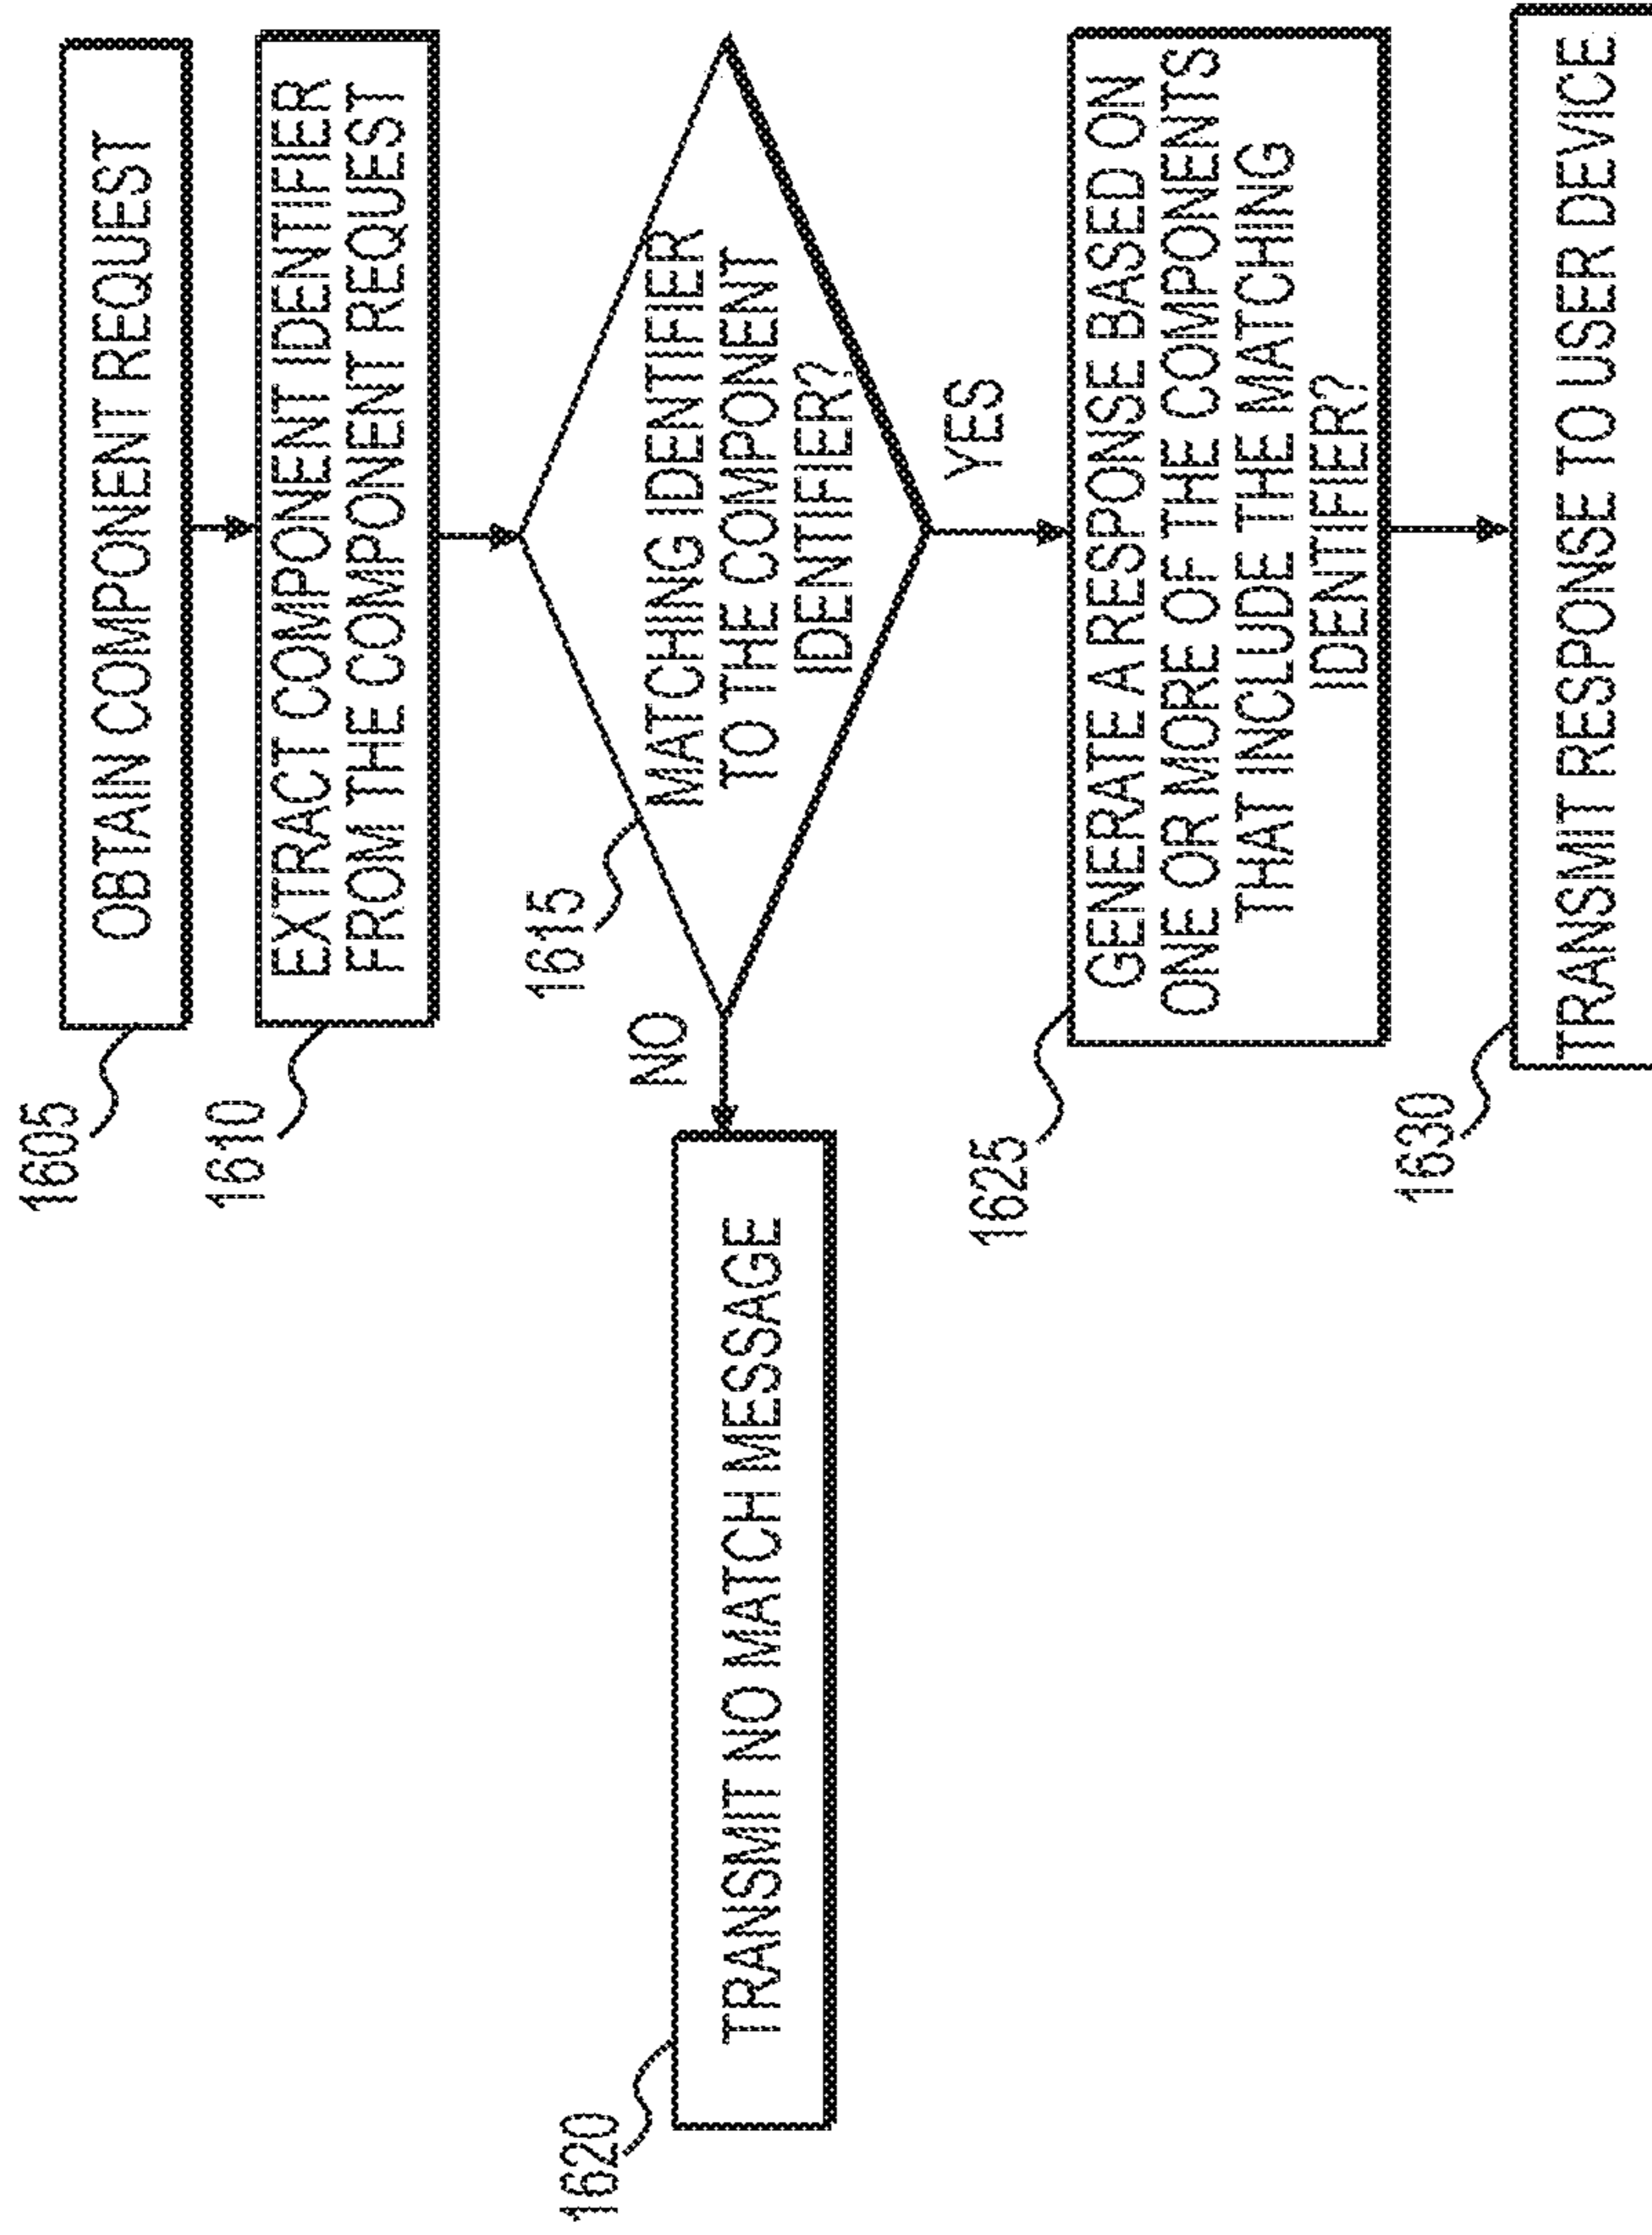 1605
OBTAIN COMPONENT REQUEST
1610
EXTRACT COMPONENT IDENTIFIER
FROM THE COMPONENT REQUEST
1615
MATCHING IDENTIFIER
TO THE COMPONENT
IDENTIFIER?
NO
1620
TRANSMIT NO MATCH MESSAGE
YES
1625
GENERATE A RESPONSE BASED ON
ONE OR MORE OF THE COMPONENTS
THAT INCLUDE THE MATCHING
IDENTIFIER?
1630
TRANSMIT RESPONSE TO USER DEVICE